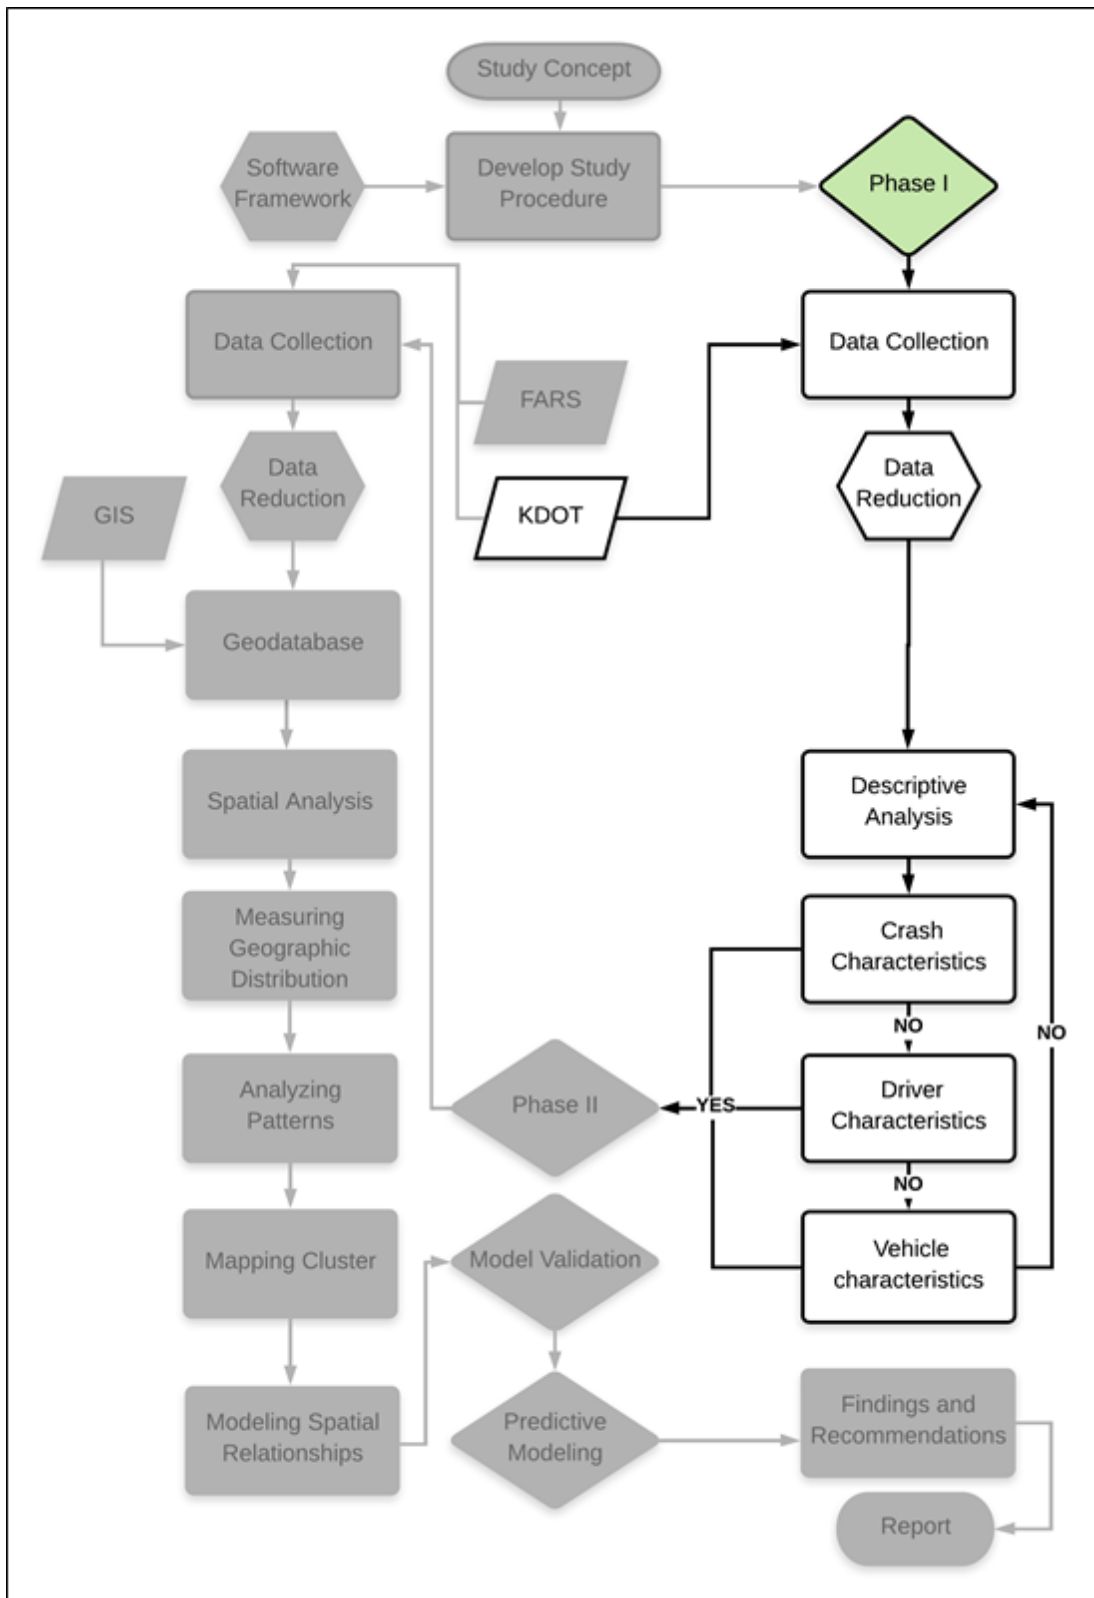 Study Concept
Software
Framework
Develop Study
Procedure
Phase I
Data Collection
Data Collection
FARS
Data
Reduction
KDOT
Data
Reduction
GIS
Geodatabase
Spatial Analysis
Descriptive
Analysis
Measuring
Geographic
Distribution
Crash
Characteristics
NO
NO
Analyzing
Patterns
Phase II
YES
Driver
Characteristics
NO
Mapping Cluster
Model Validation
Vehicle
characteristics
Modeling Spatial
Relationships
Predictive
Modeling
Findings and
Recommendations
Report